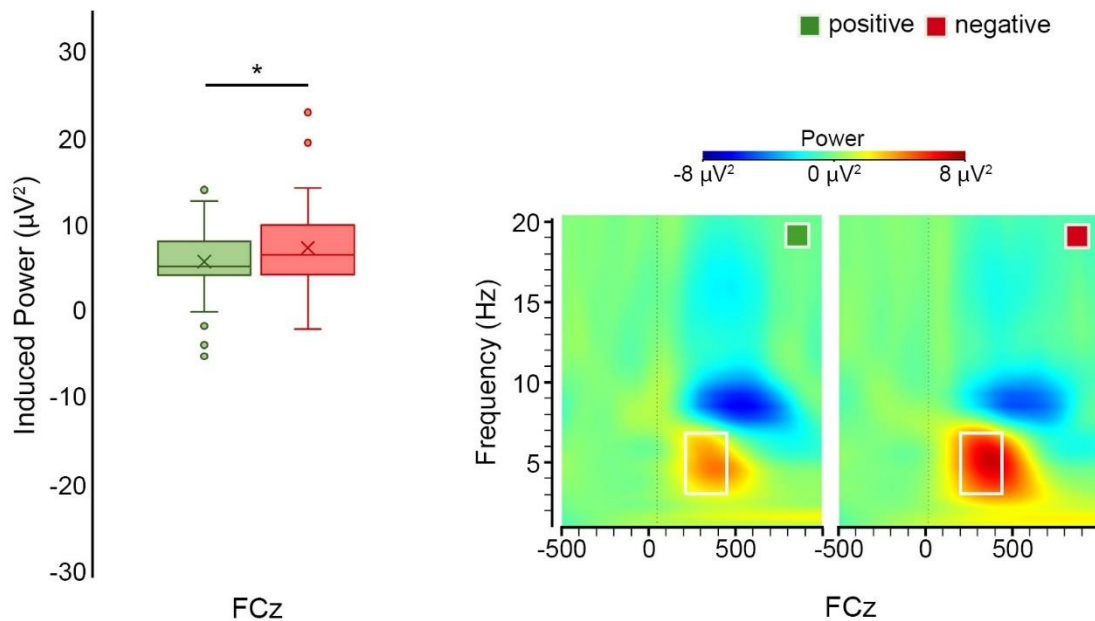 positive negative
30
20
10
0
-10
-20
-30
Induced Power (µV²)
*
FCz
Power
-8 µV² 0 µV² 8 µV²
20
15
10
5
Frequency (Hz)
-500 0 500 -500 0 500
FCz